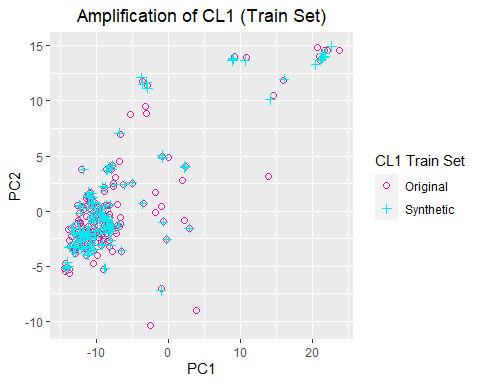 Amplification of CL1 (Train Set)
15
10
5
0
-5
-10
PC2
-10
0
10
20
PC1
CL1 Train Set
Original
Synthetic